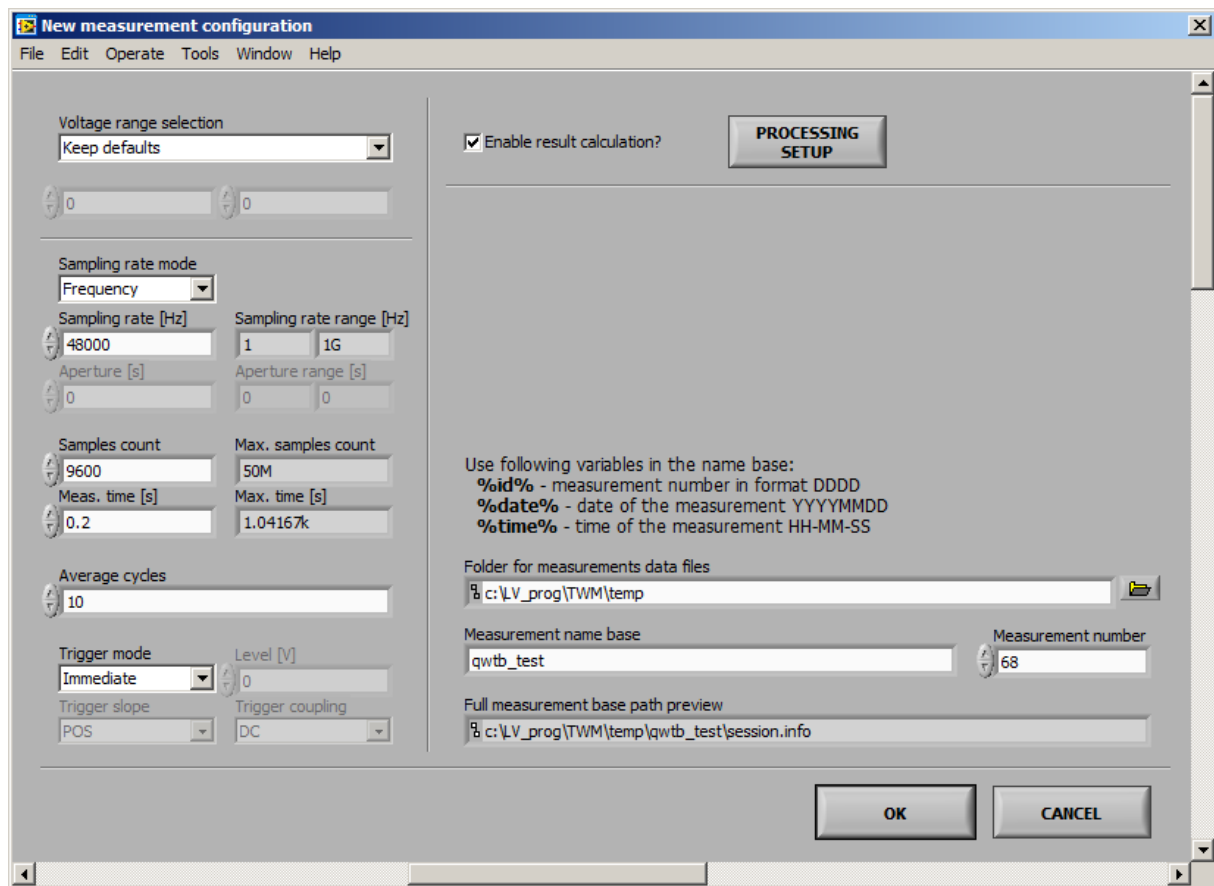 New measurement configuration
File Edit Operate Tools Window Help
Voltage range selection
Keep defaults
0 0
Sampling rate mode
Frequency
Sampling rate [Hz] Sampling rate range [Hz]
48000 1 1G
Aperture [s] Aperture range [s]
0 0 0
Samples count Max. samples count
9600 50M
Meas. time [s] Max. time [s]
0.2 1.04167k
Average cycles
10
Trigger mode Level [V]
Immediate 0
Trigger slope Trigger coupling
POS DC
Enable result calculation?
PROCESSING
SETUP
Use following variables in the name base:
%id% - measurement number in format DDDD
%date% - date of the measurement YYYYMMDD
%time% - time of the measurement HH-MM-SS
Folder for measurements data files
c:\LV_prog\TWM\temp
Measurement name base Measurement number
qwtb_test 68
Full measurement base path preview
c:\LV_prog\TWM\temp\qwtb_test\session.info
OK CANCEL